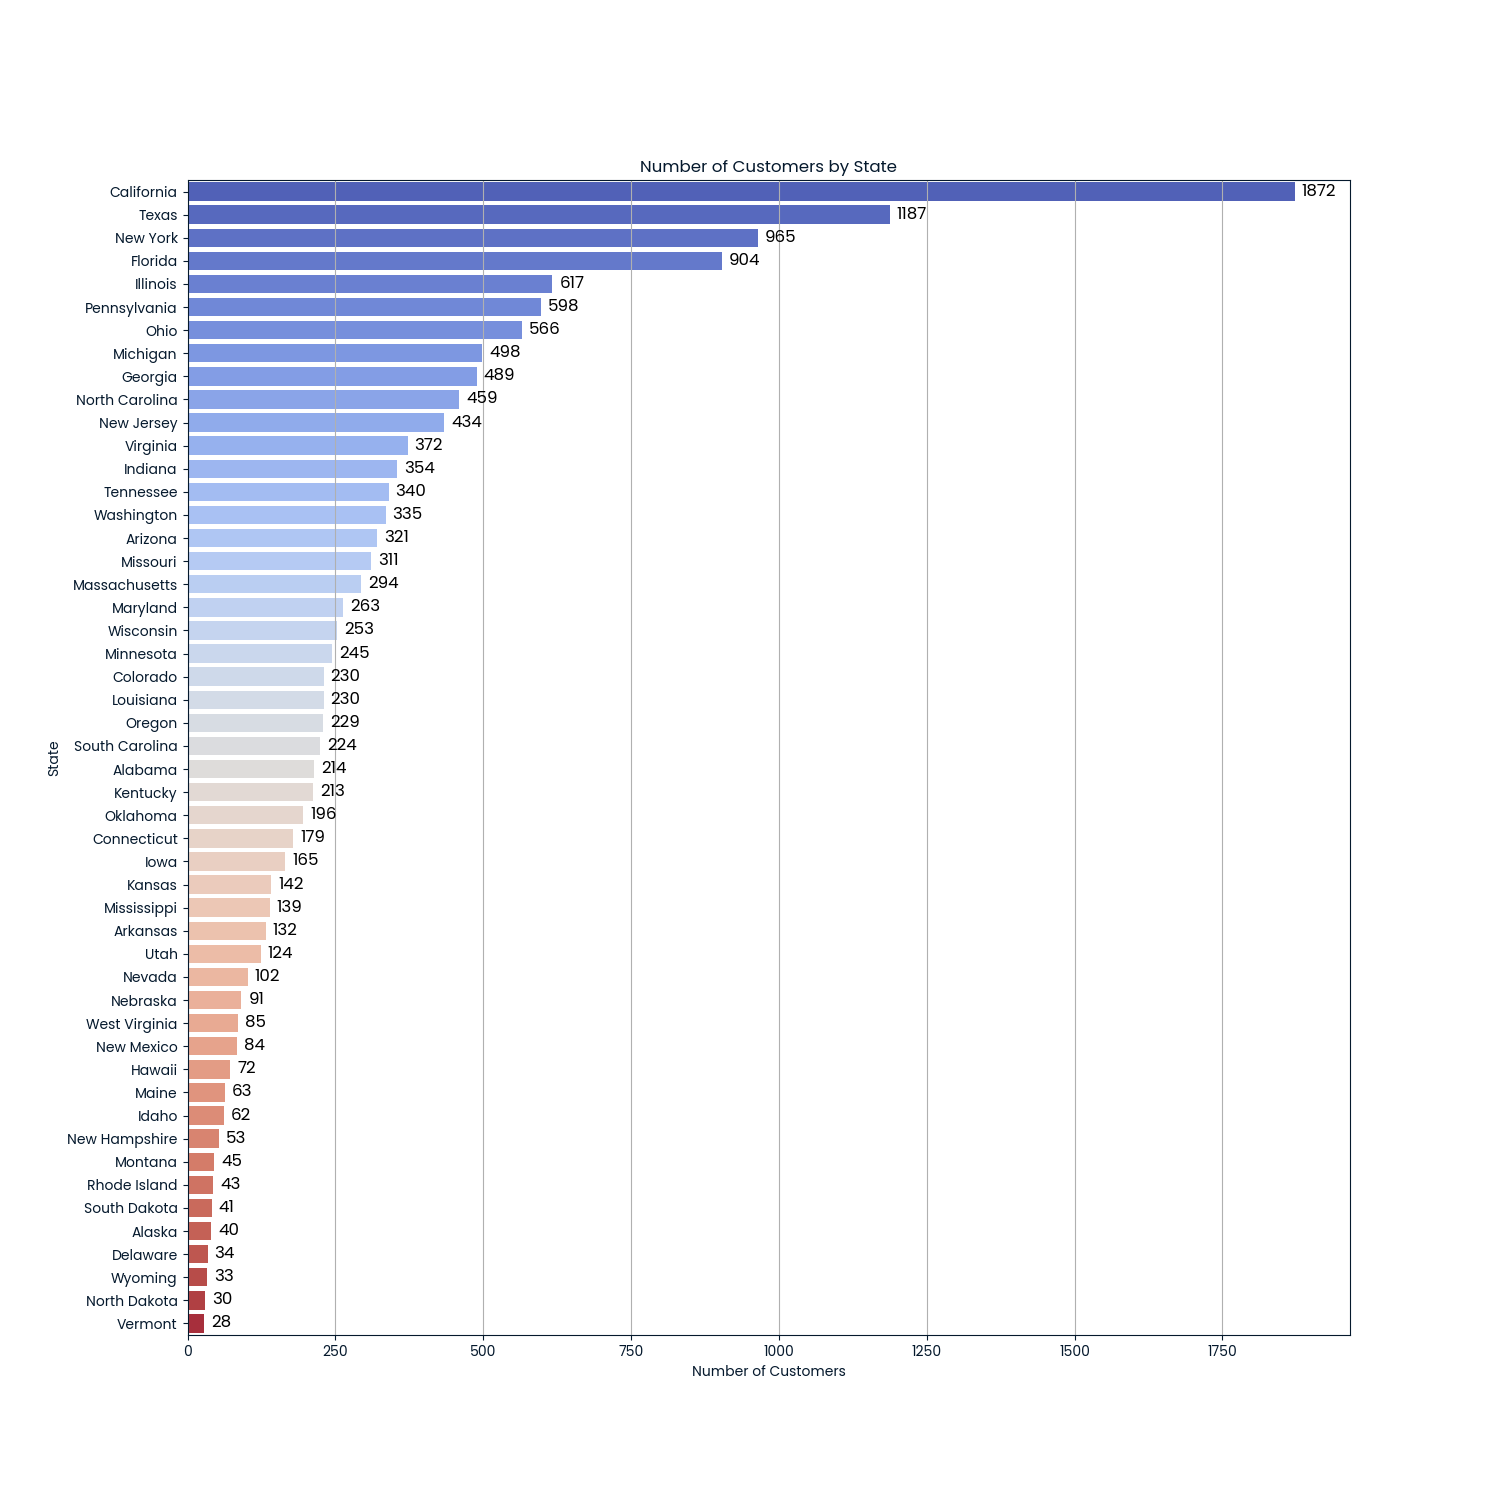 Number of Customers by State
California 1872
Texas 1187
New York 965
Florida 904
Illinois 617
Pennsylvania 598
Ohio 566
Michigan 498
Georgia 489
North Carolina 459
New Jersey 434
Virginia 372
Indiana 354
Tennessee 340
Washington 335
Arizona 321
Missouri 311
Massachusetts 294
Maryland 263
Wisconsin 253
Minnesota 245
Colorado 230
Louisiana 230
Oregon 229
South Carolina 224
Alabama 214
Kentucky 213
Oklahoma 196
Connecticut 179
Iowa 165
Kansas 142
Mississippi 139
Arkansas 132
Utah 124
Nevada 102
Nebraska 91
West Virginia 85
New Mexico 84
Hawaii 72
Maine 63
Idaho 62
New Hampshire 53
Montana 45
Rhode Island 43
South Dakota 41
Alaska 40
Delaware 34
Wyoming 33
North Dakota 30
Vermont 28
State
0 250 500 750 1000 1250 1500 1750
Number of Customers